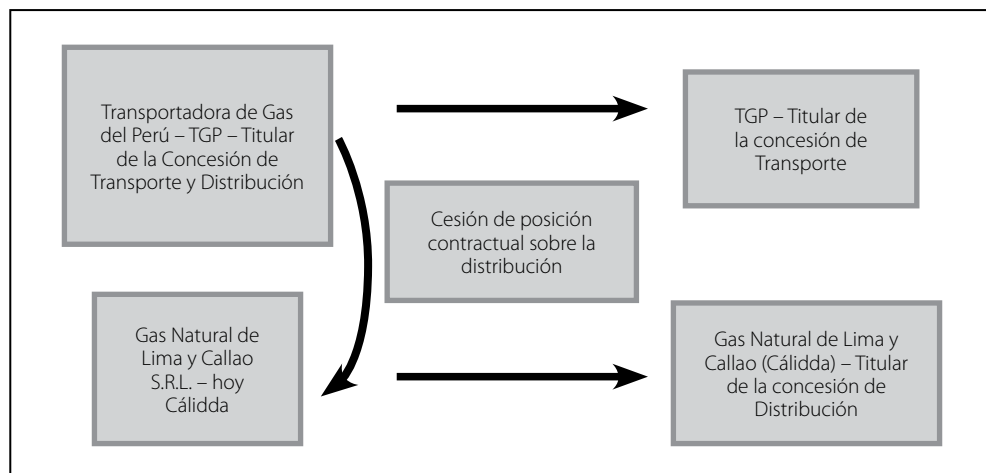 Transportadora de Gas
del Perú – TGP – Titular
de la Concesión de
Transporte y Distribución
TGP – Titular de
la concesión de
Transporte
Cesión de posición
contractual sobre la
distribución
Gas Natural de
Lima y Callao
S.R.L. – hoy
Cálidda
Gas Natural de Lima y
Callao (Cálidda) – Titular
de la concesión de
Distribución